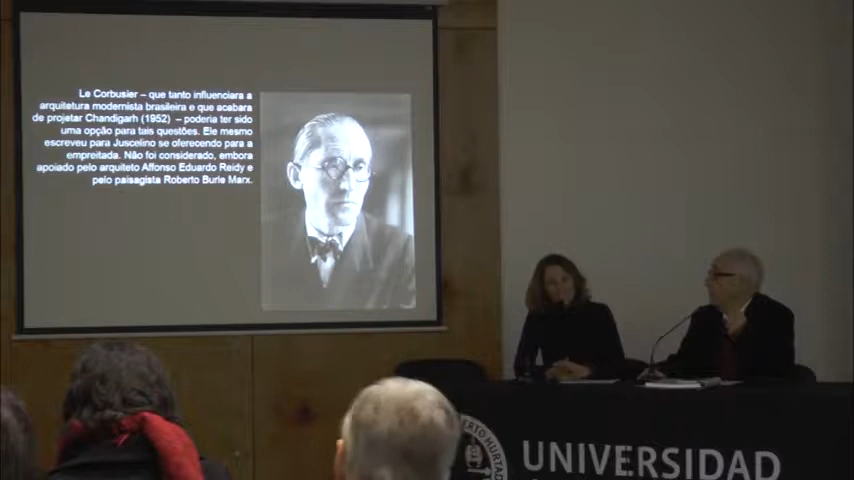 Le Corbusier – que tanto influenciara a
arquitetura modernista brasileira e que acabara
de projetar Chandigarh (1952) – poderia ter sido
uma opção para tais questões. Ele mesmo
escreveu para Juscelino se oferecendo para a
empreitada. Não foi considerado, embora
apoiado pelo arquiteto Affonso Eduardo Reidy e
pelo paisagista Roberto Burle Marx.
UNIVERSIDAD